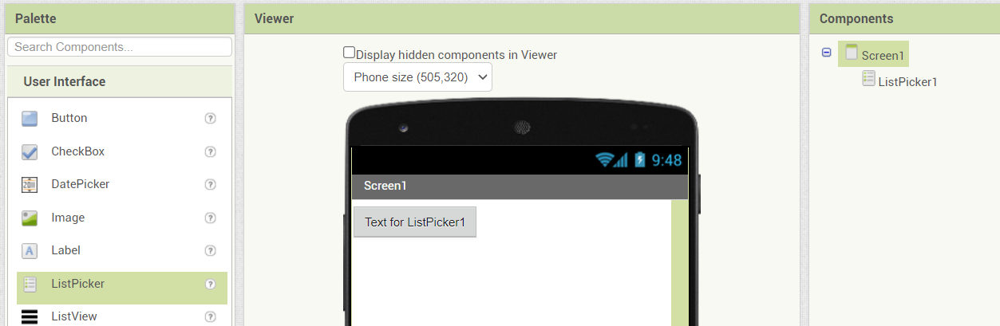 Palette
Search Components...
User Interface
Button
?
CheckBox
?
2011
DatePicker
?
Image
?
A
Label
?
ListPicker
?
ListView
?
Viewer
Display hidden components in Viewer
Phone size (505,320)
9:48
Screen1
Text for ListPicker1
Components
Screen1
ListPicker1